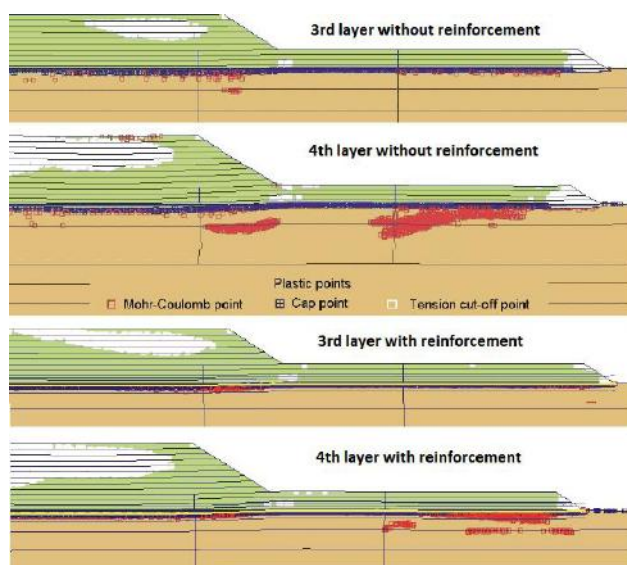 3rd layer without reinforcement
4th layer without reinforcement
Plastic points
Mohr-Coulomb point Cap point Tension cut-off point
3rd layer with reinforcement
4th layer with reinforcement